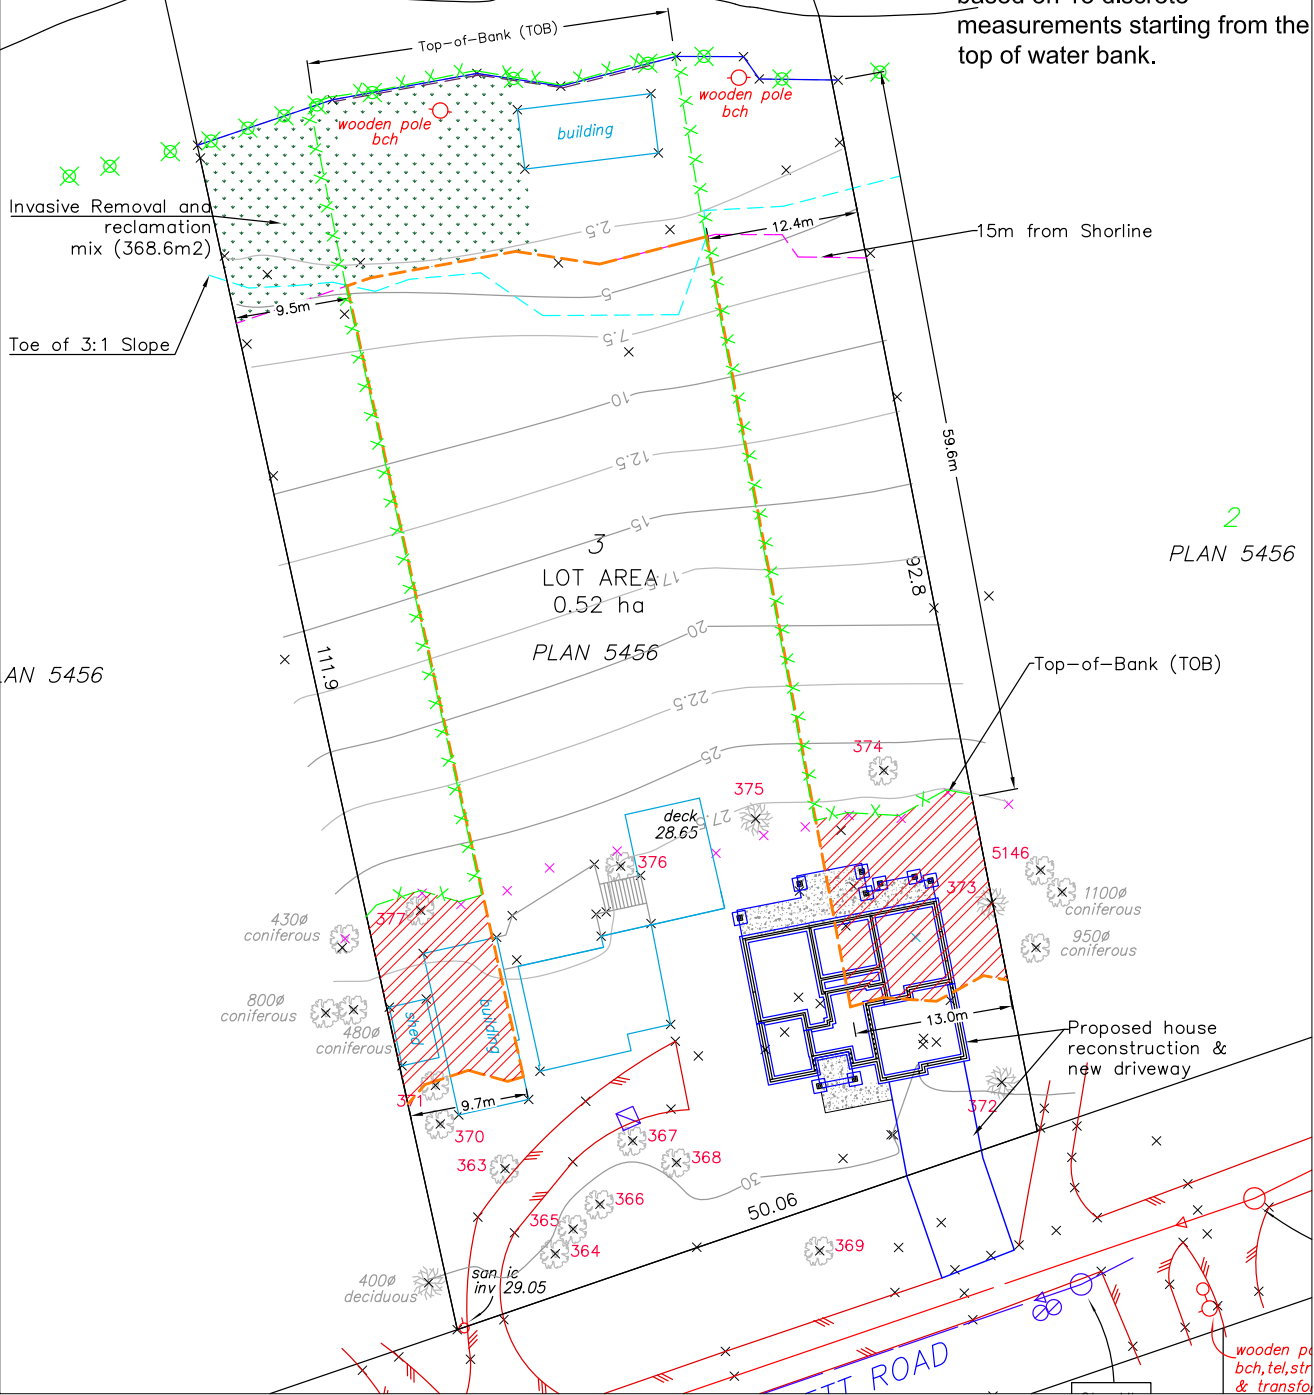 measurements starting from the
top of water bank.
Top-of-Bank (TOB)
wooden pole
bch
wooden pole
bch
building
Invasive Removal and
reclamation
mix (368.6m2)
2.5
12.4m
15m from Shorline
5
9.5m
7.5
Toe of 3:1 Slope
10
12.5
59.6m
15
2
PLAN 5456
3
LOT AREA
0.52 ha
PLAN 5456
17.5
92.8
20
111.9
AN 5456
Top-of-Bank (TOB)
22.5
25
374
375
27.5
deck
28.65
376
5146
373
1100ø
coniferous
377
430ø
coniferous
950ø
coniferous
800ø
coniferous
480ø
coniferous
shed
building
13.0m
Proposed house
reconstruction &
new driveway
371
9.7m
372
370
367
363
368
30
366
50.06
365
364
369
400ø
deciduous
san ic
inv 29.05
ROAD
wooden
bch,tel,str
&